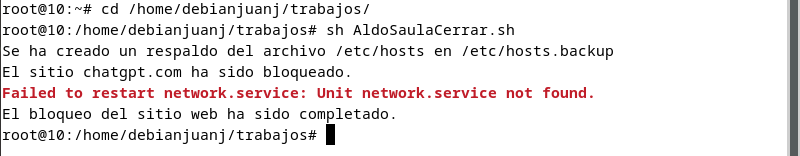 root@10:~# cd /home/debianjuanj/trabajos/
root@10:/home/debianjuanj/trabajos# sh AldoSaulaCerrar.sh
Se ha creado un respaldo del archivo /etc/hosts en /etc/hosts.backup
El sitio chatgpt.com ha sido bloqueado.
Failed to restart network.service: Unit network.service not found.
El bloqueo del sitio web ha sido completado.
root@10:/home/debianjuanj/trabajos#